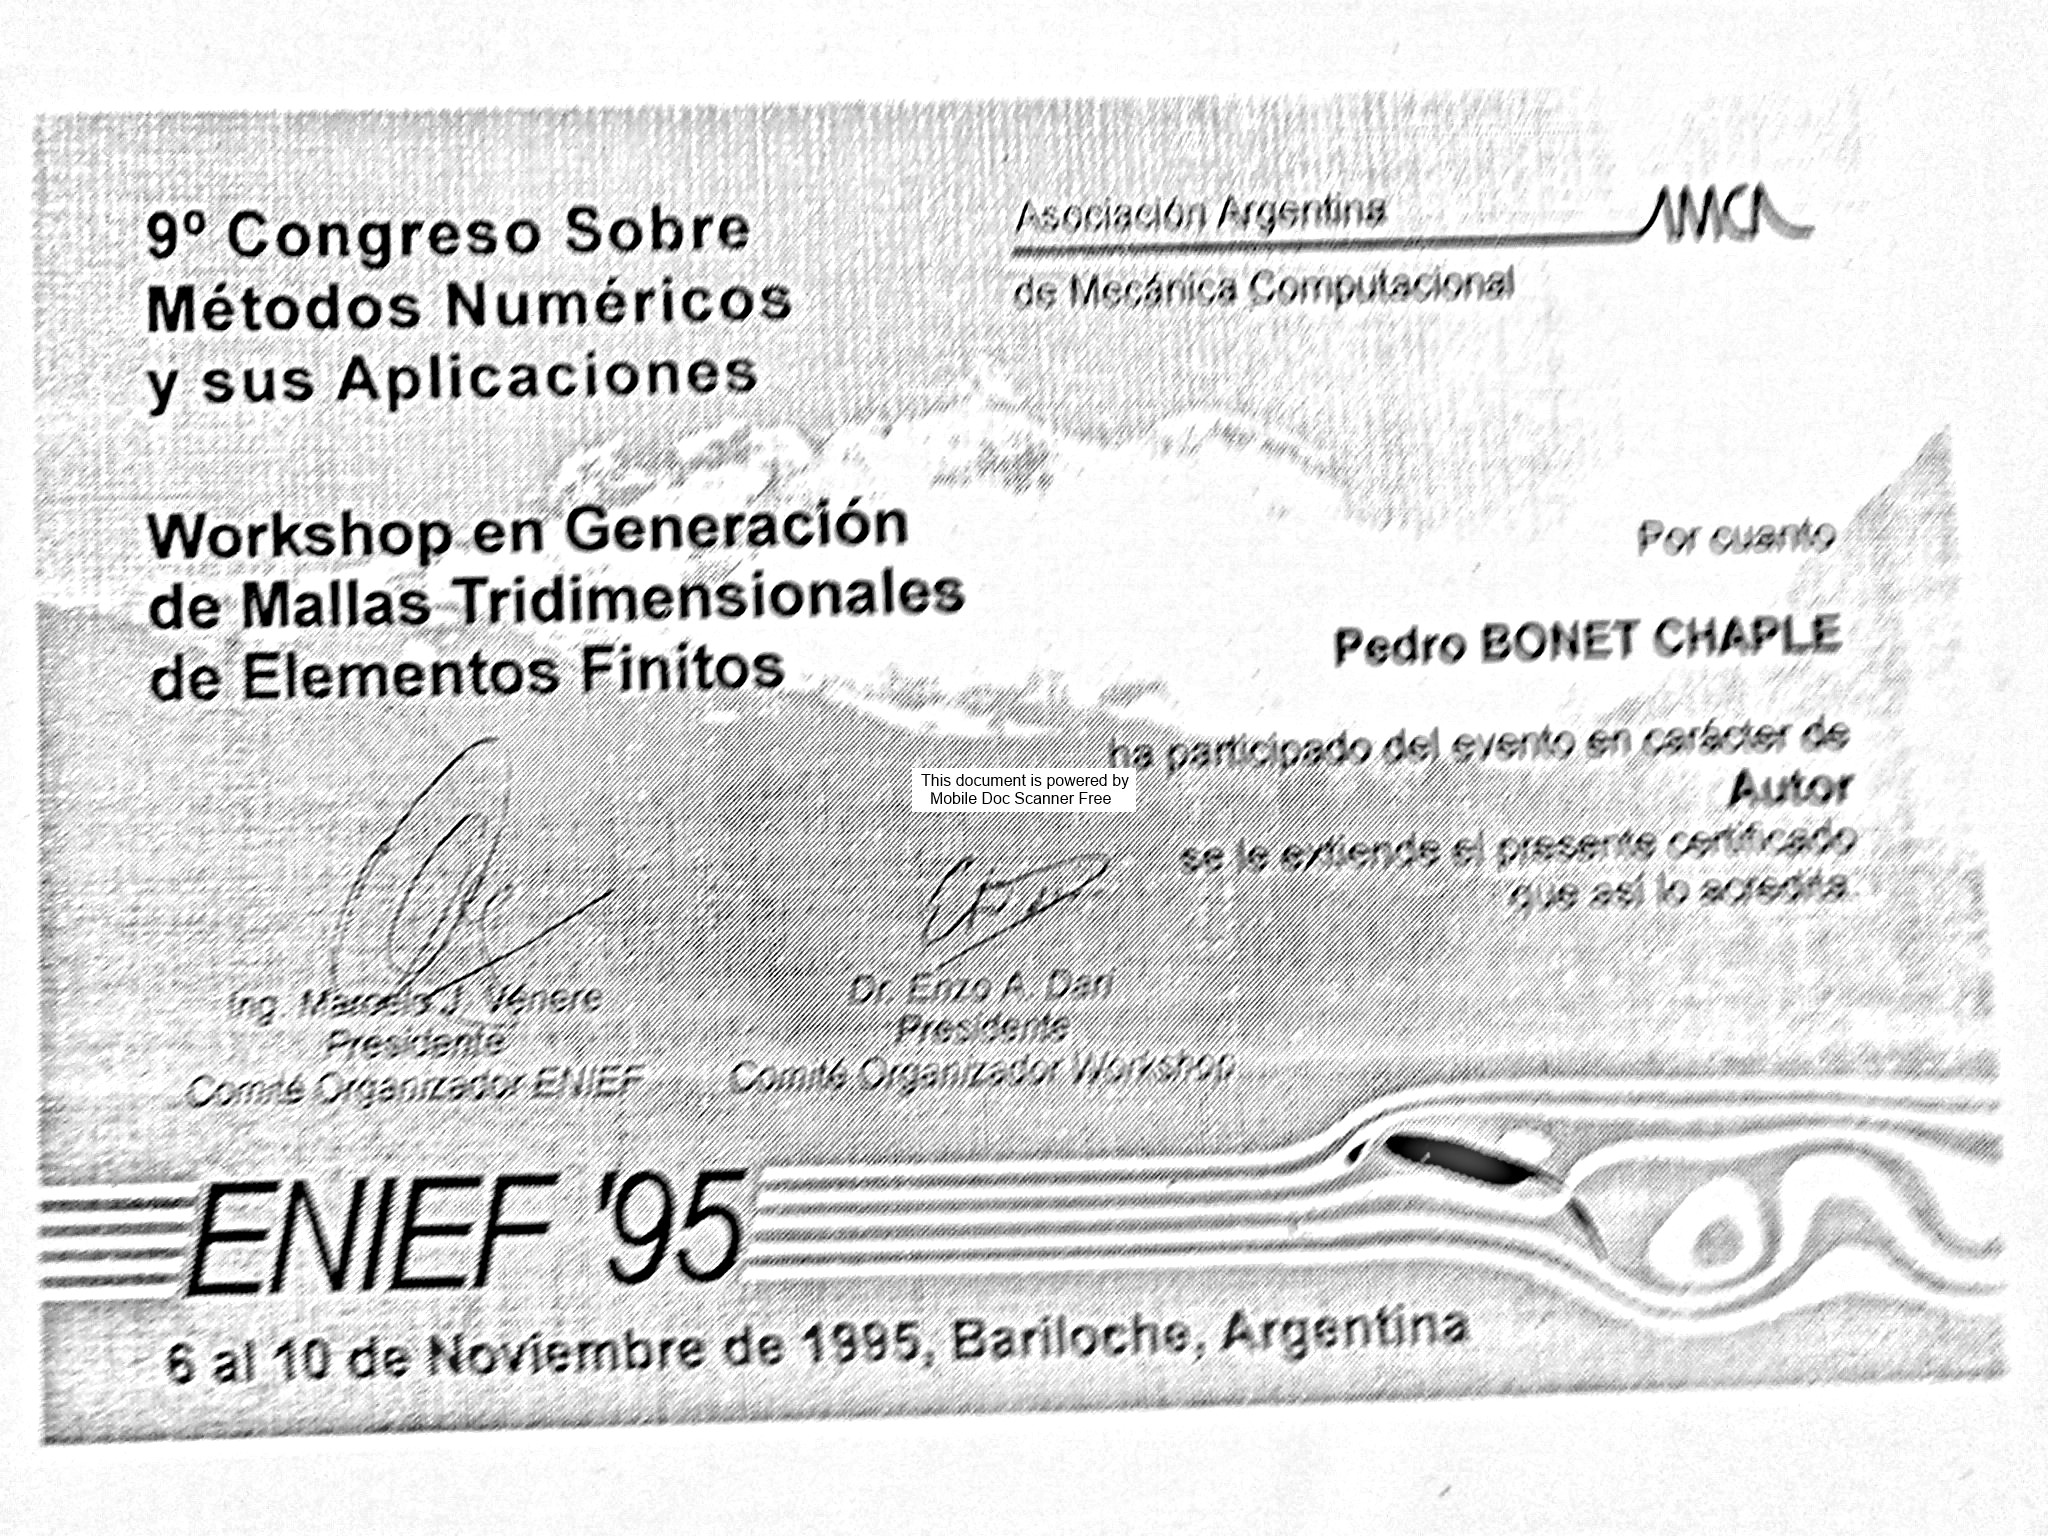 9º Congreso Sobre
Métodos Numéricos
y sus Aplicaciones
Asociación Argentina
AMCA
de Mecánica Computacional
Workshop en Generación
de Mallas Tridimensionales
de Elementos Finitos
Por cuanto
Pedro BONET CHAPLE
ha participado del evento en carácter de
Autor
se le extiende el presente certificado
que así lo acredita.
This document is powered by
Mobile Doc Scanner Free
Ing. Marcelo J. Vénere
Presidente
Comité Organizador ENIEF
Dr. Enzo A. Dari
Presidente
Comité Organizador Workshop
ENIEF '95
6 al 10 de Noviembre de 1995, Bariloche, Argentina